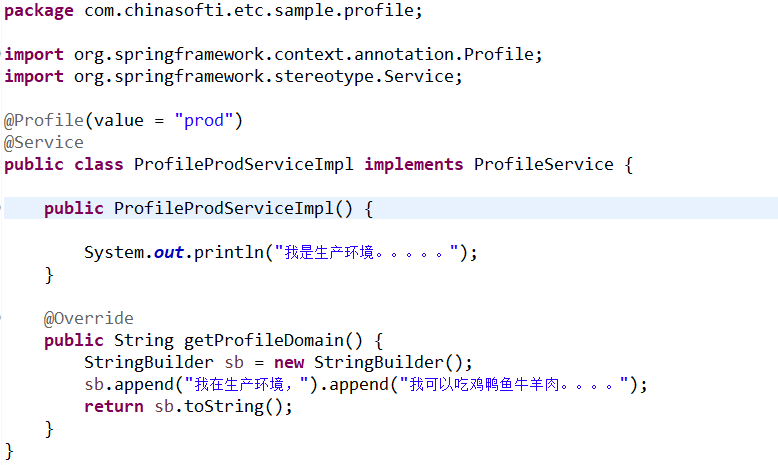 package com.chinasofti.etc.sample.profile;
import org.springframework.context.annotation.Profile;
import org.springframework.stereotype.Service;
@Profile(value = "prod")
@Service
public class ProfileProdServiceImpl implements ProfileService {
public ProfileProdServiceImpl() {
System.out.println("我是生产环境。。。。。");
}
@Override
public String getProfileDomain() {
StringBuilder sb = new StringBuilder();
sb.append("我在生产环境，").append("我可以吃鸡鸭鱼牛羊肉。。。。");
return sb.toString();
}
}